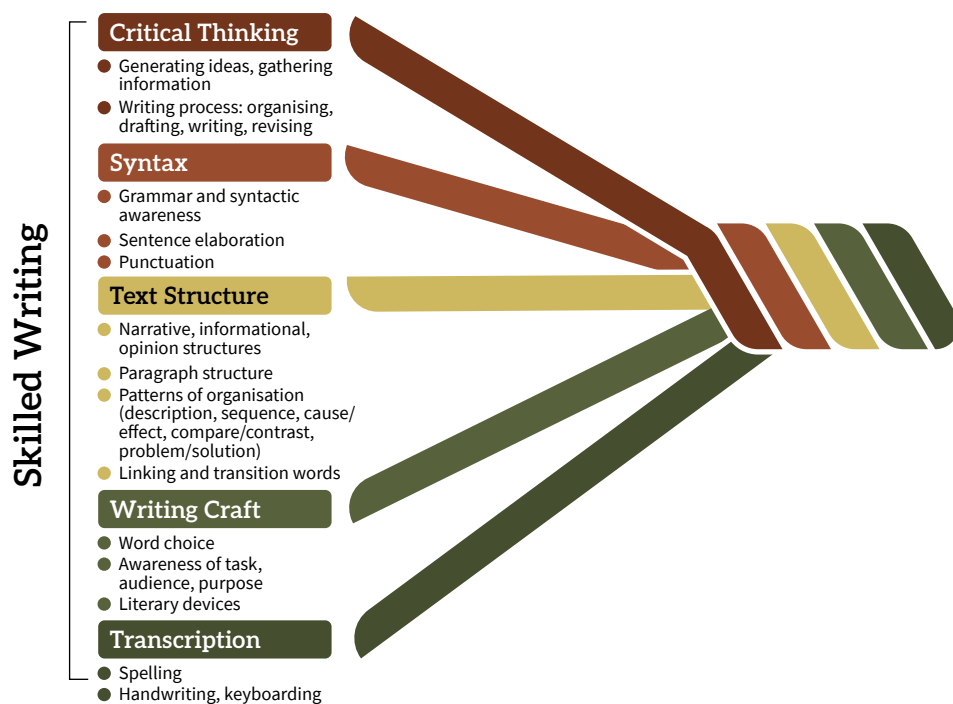 Skilled Writing
Critical Thinking
Generating ideas, gathering
information
Writing process: organising,
drafting, writing, revising
Syntax
Grammar and syntactic
awareness
Sentence elaboration
Punctuation
Text Structure
Narrative, informational,
opinion structures
Paragraph structure
Patterns of organisation
(description, sequence, cause/
effect, compare/contrast,
problem/solution)
Linking and transition words
Writing Craft
Word choice
Awareness of task,
audience, purpose
Literary devices
Transcription
Spelling
Handwriting, keyboarding